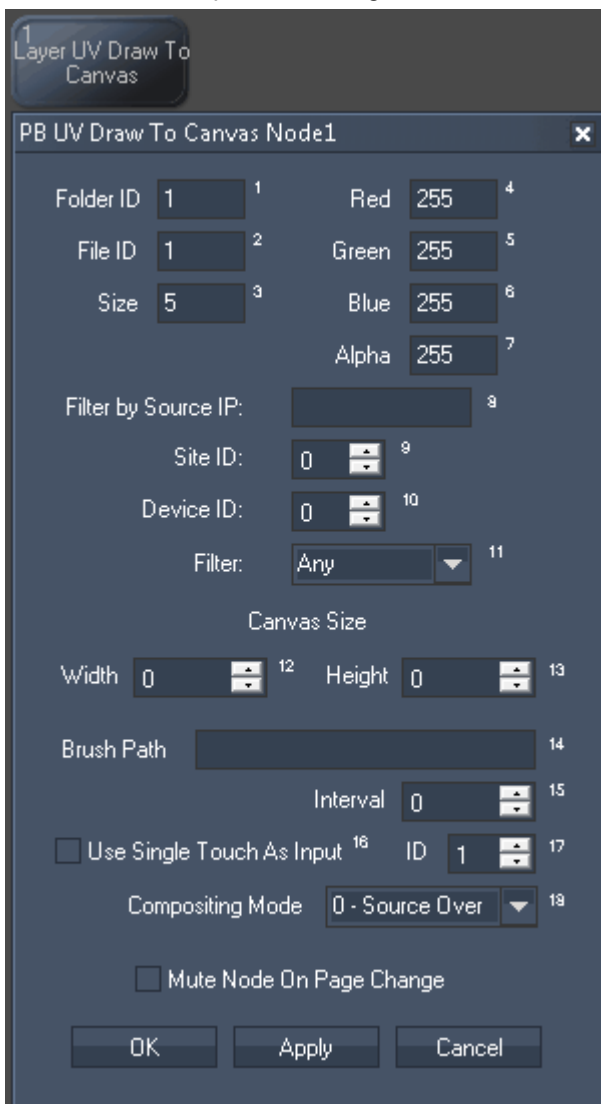 1
Layer UV Draw To
Canvas
PB UV Draw To Canvas Node1
Folder ID 1 1 Red 255 4
File ID 1 2 Green 255 5
Size 5 3 Blue 255 6
Alpha 255 7
Filter by Source IP: 8
Site ID: 0 9
Device ID: 0 10
Filter: Any 11
Canvas Size
Width 0 12 Height 0 13
Brush Path 14
Interval 0 15
Use Single Touch As Input 16 ID 1 17
Compositing Mode 0 - Source Over 18
Mute Node On Page Change
OK Apply Cancel